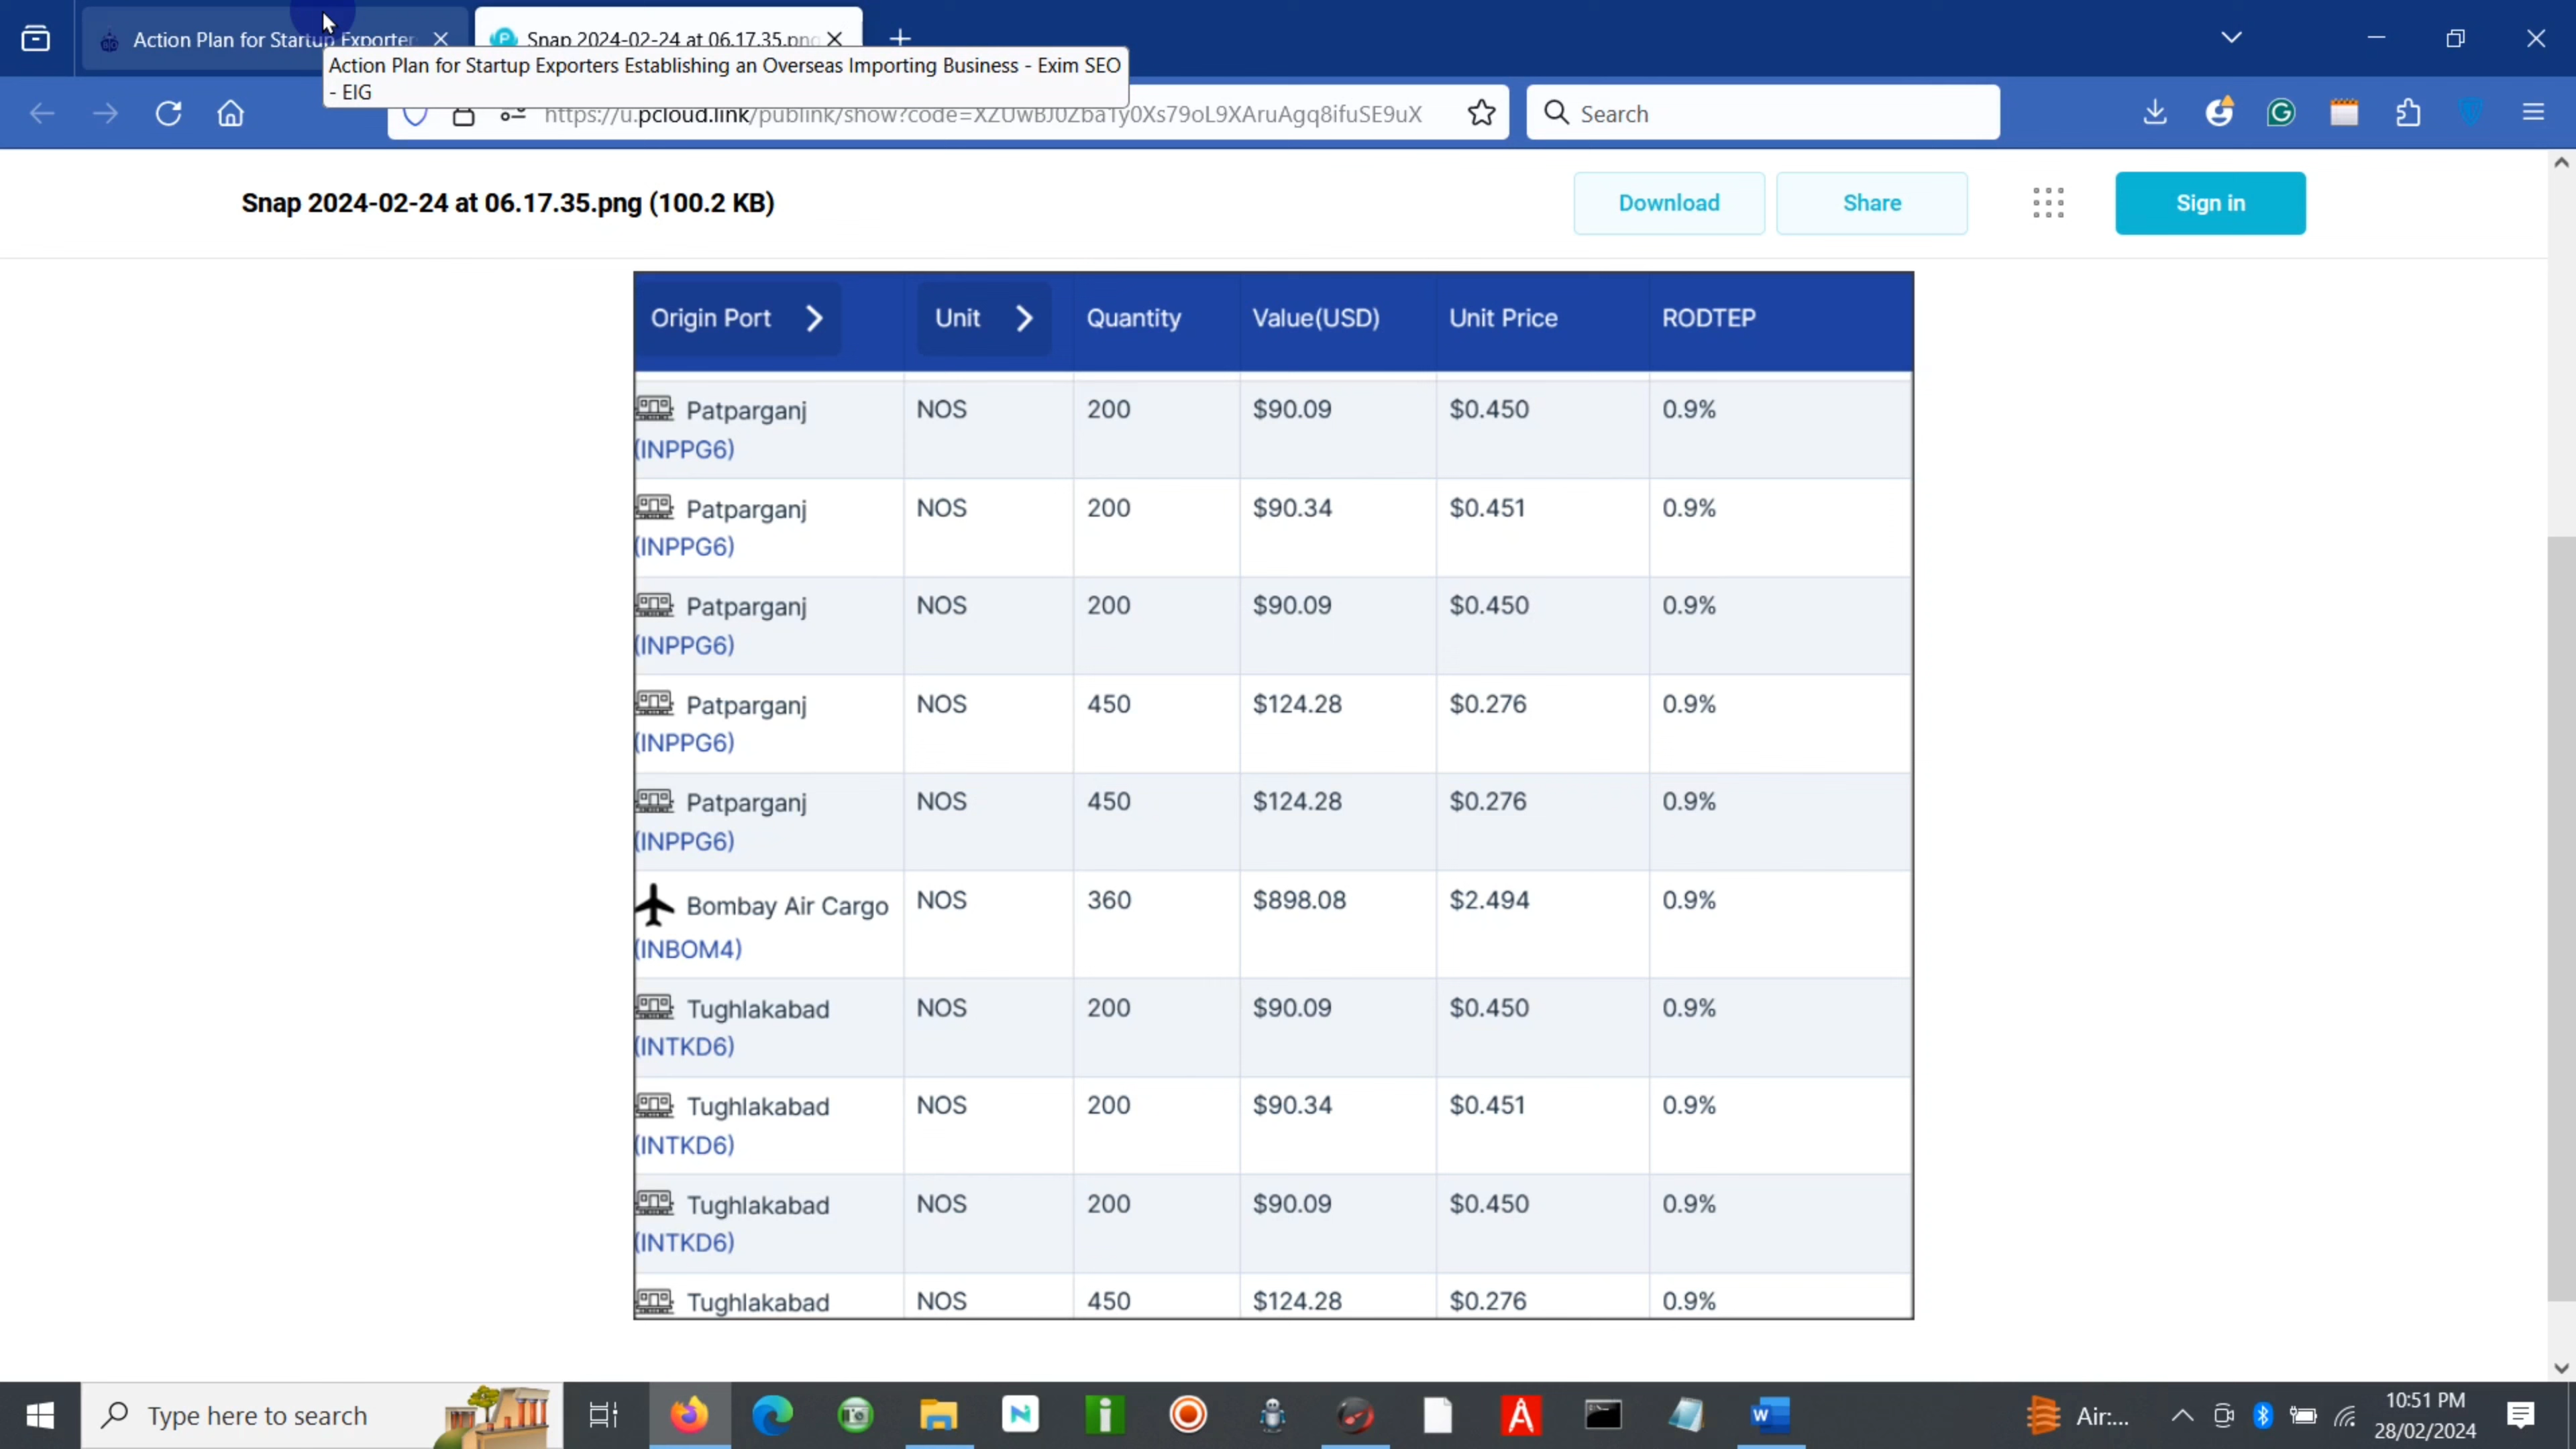 Action Plan for Startup Exporter
Snap 2024-02-24 at 06.17.35.png
Action Plan for Startup Exporters Establishing an Overseas Importing Business - Exim SEO
- EIG
https://u.pcloud.link/publink/show?code=XZUwBJ0Zba1y0Xs79oL9XAruAgq8ifuSE9uX
Search
Snap 2024-02-24 at 06.17.35.png (100.2 KB)
Download
Share
Sign in
Origin Port Unit Quantity Value(USD) Unit Price RODTEP
Patparganj NOS 200 $90.09 $0.450 0.9%
(INPPG6)
Patparganj NOS 200 $90.34 $0.451 0.9%
(INPPG6)
Patparganj NOS 200 $90.09 $0.450 0.9%
(INPPG6)
Patparganj NOS 450 $124.28 $0.276 0.9%
(INPPG6)
Patparganj NOS 450 $124.28 $0.276 0.9%
(INPPG6)
Bombay Air Cargo NOS 360 $898.08 $2.494 0.9%
(INBOM4)
Tughlakabad NOS 200 $90.09 $0.450 0.9%
(INTKD6)
Tughlakabad NOS 200 $90.34 $0.451 0.9%
(INTKD6)
Tughlakabad NOS 200 $90.09 $0.450 0.9%
(INTKD6)
Tughlakabad NOS 450 $124.28 $0.276 0.9%
Type here to search
Air:...
10:51 PM
28/02/2024